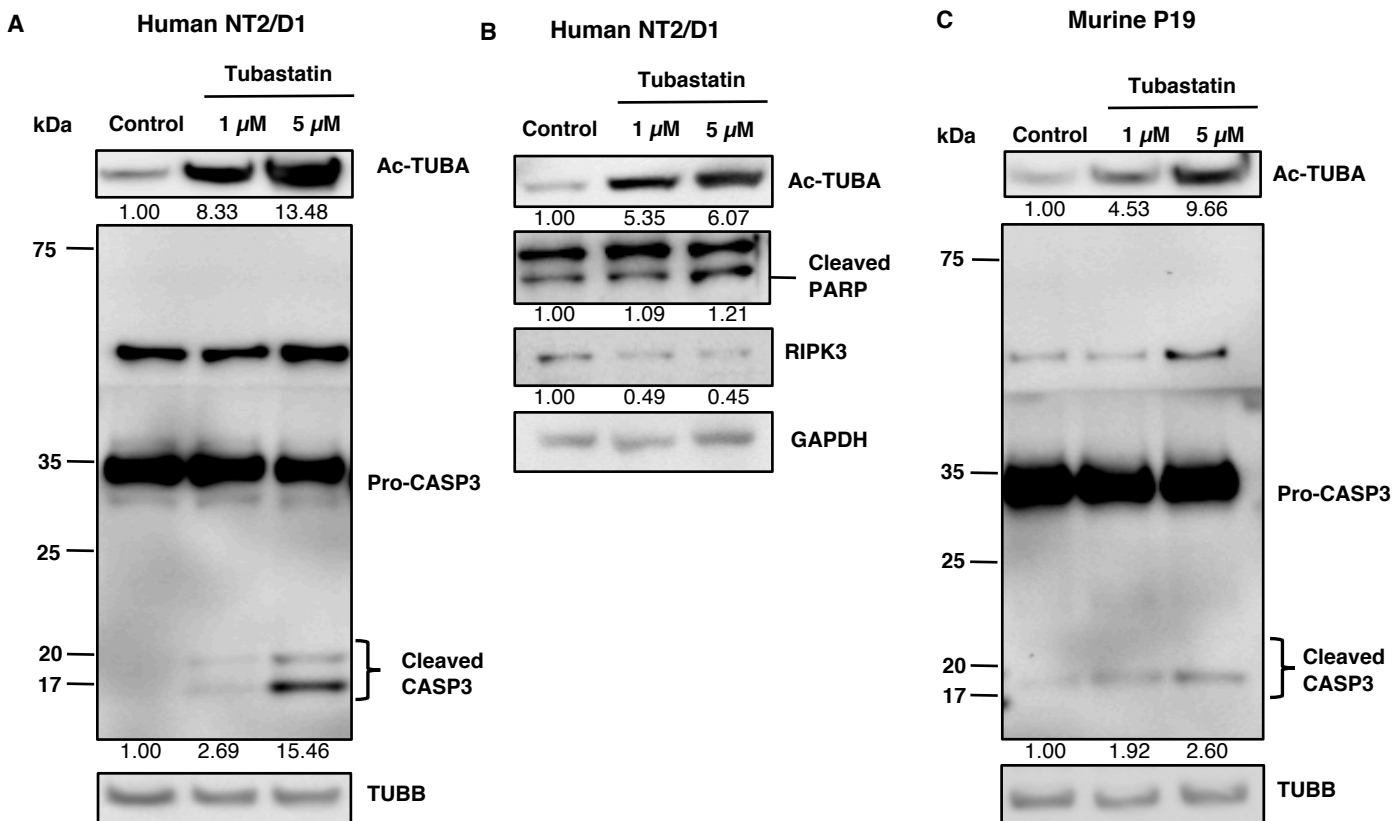 A
Human NT2/D1
Tubastatin
kDa Control 1 µM 5 µM
Ac-TUBA
1.00 8.33 13.48
75
35
Pro-CASP3
25
20
Cleaved
CASP3
17
1.00 2.69 15.46
TUBB
B
Human NT2/D1
Tubastatin
Control 1 µM 5 µM
Ac-TUBA
1.00 5.35 6.07
Cleaved
PARP
1.00 1.09 1.21
RIPK3
1.00 0.49 0.45
GAPDH
C
Murine P19
Tubastatin
kDa Control 1 µM 5 µM
Ac-TUBA
1.00 4.53 9.66
75
35
Pro-CASP3
25
20
Cleaved
CASP3
17
1.00 1.92 2.60
TUBB